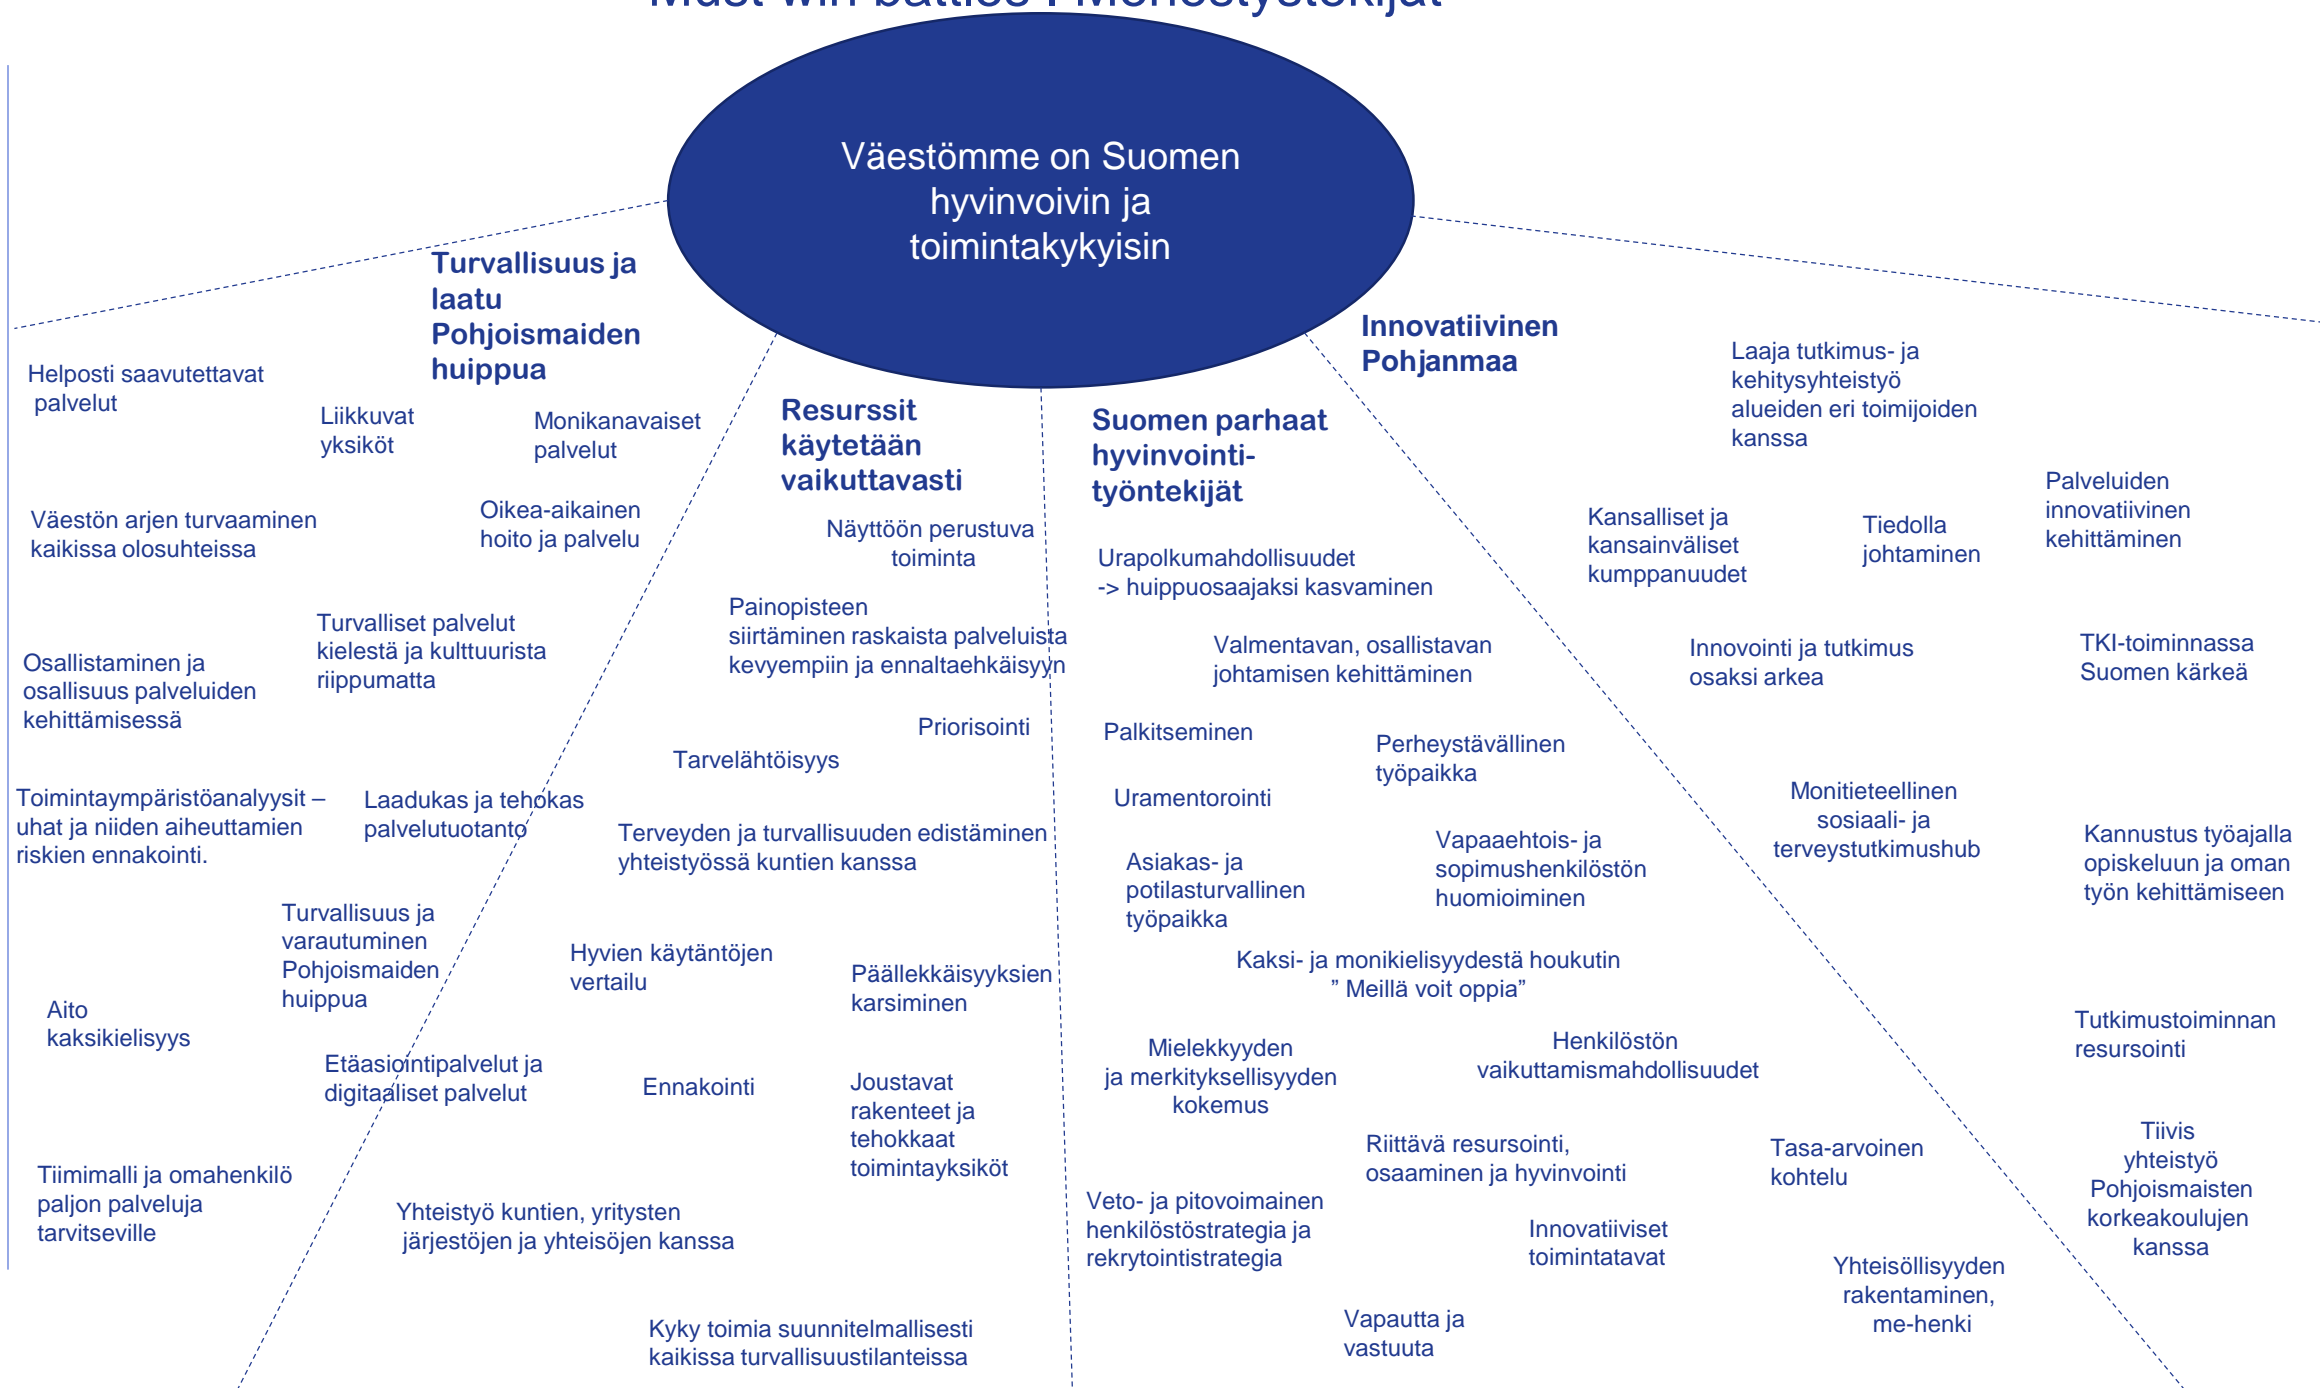 Must win battles : Menestystekijät
Väestömme on Suomen
hyvinvoivin ja
toimintakykyisin
Turvallisuus ja
laatu
Pohjoismaiden
huippua
Helposti saavutettavat
palvelut
Liikkuvat
yksiköt
Monikanavaiset
palvelut
Väestön arjen turvaaminen
kaikissa olosuhteissa
Oikea-aikainen
hoito ja palvelu
Turvalliset palvelut
kielestä ja kulttuurista
riippumatta
Osallistaminen ja
osallisuus palveluiden
kehittämisessä
Toimintaympäristöanalyysit –
uhat ja niiden aiheuttamien
riskien ennakointi.
Laadukas ja tehokas
palvelutuotanto
Turvallisuus ja
varautuminen
Pohjoismaiden
huippua
Aito
kaksikielisyys
Etäasiointipalvelut ja
digitaaliset palvelut
Tiimimalli ja omahenkilö
paljon palveluja
tarvitseville
Resurssit
käytetään
vaikuttavasti
Näyttöön perustuva
toiminta
Painopisteen
siirtäminen raskaista palveluista
kevyempiin ja ennaltaehkäisyyn
Priorisointi
Tarvelähtöisyys
Terveyden ja turvallisuuden edistäminen
yhteistyössä kuntien kanssa
Hyvien käytäntöjen
vertailu
Päällekkäisyyksien
karsiminen
Ennakointi
Joustavat
rakenteet ja
tehokkaat
toimintayksiköt
Yhteistyö kuntien, yritysten
järjestöjen ja yhteisöjen kanssa
Kyky toimia suunnitelmallisesti
kaikissa turvallisuustilanteissa
Suomen parhaat
hyvinvointi-
työntekijät
Urapolkumahdollisuudet
-> huippuosaajaksi kasvaminen
Valmentavan, osallistavan
johtamisen kehittäminen
Palkitseminen
Perheystävällinen
työpaikka
Uramentorointi
Vapaaehtois- ja
sopimushenkilöstön
huomioiminen
Asiakas- ja
potilasturvallinen
työpaikka
Kaksi- ja monikielisyydestä houkutin
” Meillä voit oppia”
Mielekkyyden
ja merkityksellisyyden
kokemus
Henkilöstön
vaikuttamismahdollisuudet
Riittävä resursointi,
osaaminen ja hyvinvointi
Tasa-arvoinen
kohtelu
Veto- ja pitovoimainen
henkilöstöstrategia ja
rekrytointistrategia
Innovatiiviset
toimintatavat
Yhteisöllisyyden
rakentaminen,
me-henki
Vapautta ja
vastuuta
Innovatiivinen
Pohjanmaa
Laaja tutkimus- ja
kehitysyhteistyö
alueiden eri toimijoiden
kanssa
Kansalliset ja
kansainväliset
kumppanuudet
Tiedolla
johtaminen
Palveluiden
innovatiivinen
kehittäminen
Innovointi ja tutkimus
osaksi arkea
TKI-toiminnassa
Suomen kärkeä
Monitieteellinen
sosiaali- ja
terveystutkimushub
Kannustus työajalla
opiskeluun ja oman
työn kehittämiseen
Tutkimustoiminnan
resursointi
Tiivis
yhteistyö
Pohjoismaisten
korkeakoulujen
kanssa